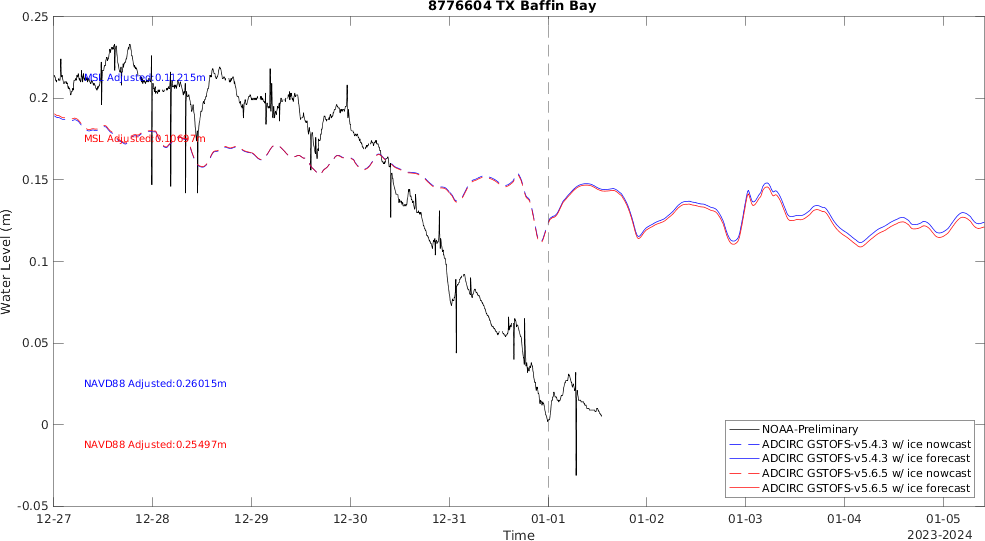 8776604 TX Baffin Bay
0.25
0.2
0.15
0.1
0.05
0
-0.05
Water Level (m)
MSL Adjusted:0.11215m
MSL Adjusted:0.10697m
NAVD88 Adjusted:0.26015m
NAVD88 Adjusted:0.25497m
NOAA-Preliminary
ADCIRC GSTOFS-v5.4.3 w/ ice nowcast
ADCIRC GSTOFS-v5.4.3 w/ ice forecast
ADCIRC GSTOFS-v5.6.5 w/ ice nowcast
ADCIRC GSTOFS-v5.6.5 w/ ice forecast
12-27 12-28 12-29 12-30 12-31 01-01 01-02 01-03 01-04 01-05
Time
2023-2024